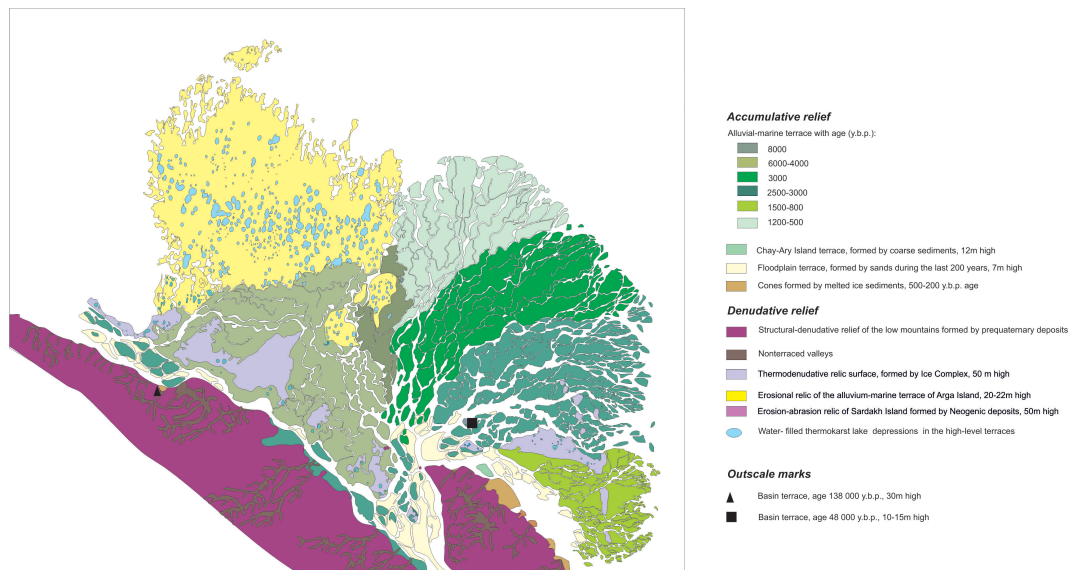 Accumulative relief
Alluvial-marine terrace with age (y.b.p.):
8000
6000-4000
3000
2500-3000
1500-800
1200-500
Chay-Ary Island terrace, formed by coarse sediments, 12m high
Floodplain terrace, formed by sands during the last 200 years, 7m high
Cones formed by melted ice sediments, 500-200 y.b.p. age
Denudative relief
Structural-denudative relief of the low mountains formed by prequaternary deposits
Nonterraced valleys
Thermodenudative relic surface, formed by Ice Complex, 50 m high
Erosional relic of the alluvium-marine terrace of Arga Island, 20-22m high
Erosion-abrasion relic of Sardakh Island formed by Neogenic deposits, 50m high
Water- filled thermokarst lake depressions in the high-level terraces
Outscale marks
Basin terrace, age 138 000 y.b.p., 30m high
Basin terrace, age 48 000 y.b.p., 10-15m high